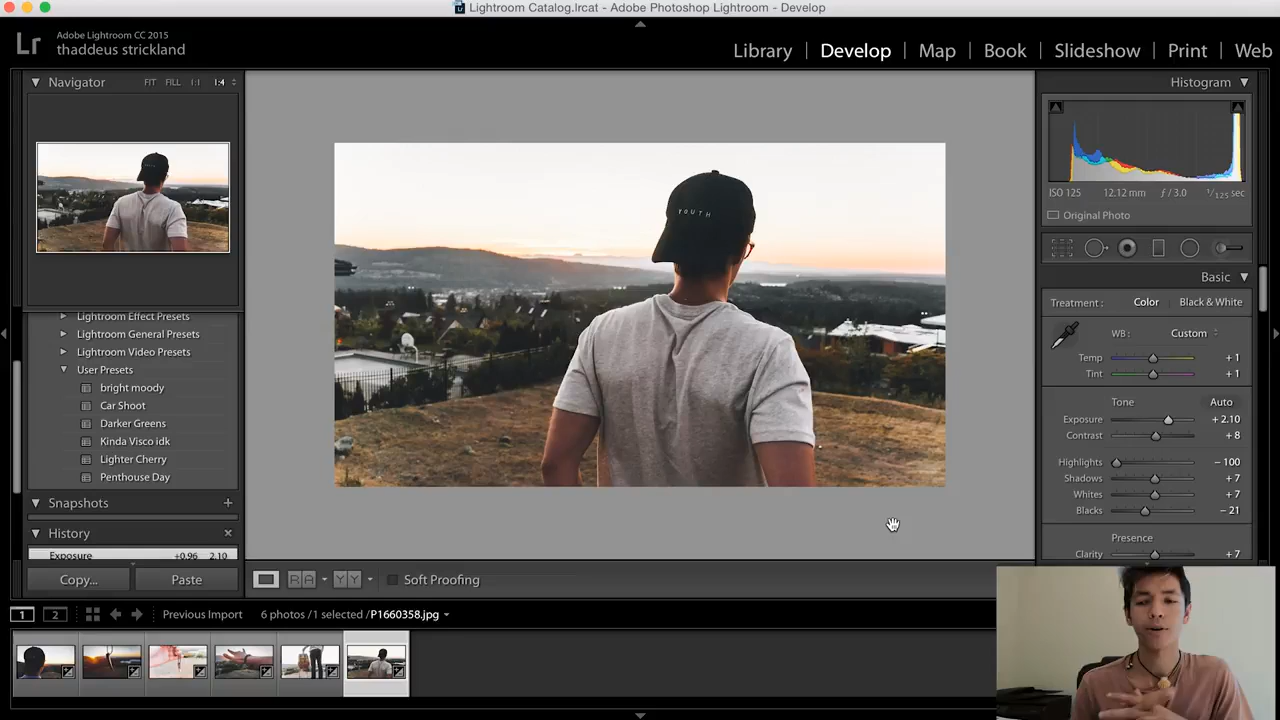 Lightroom Catalog.lrcat - Adobe Photoshop Lightroom - Develop
Lr
Adobe Lightroom CC 2015
thaddeus strickland
Library
Develop
Map
Book
Slideshow
Print
Web
Navigator
FIT
FILL
1:1
1:4
Lightroom Effect Presets
Lightroom General Presets
Lightroom Video Presets
User Presets
bright moody
Car Shoot
Darker Greens
Kinda Visco idk
Lighter Cherry
Penthouse Day
Snapshots
History
Exposure +0.96 2.10
Copy...
Paste
YOUTH
Histogram
ISO 125 12.12 mm ƒ / 3.0 1/125 sec
Original Photo
Basic
Treatment : Color Black & White
WB : Custom
Temp + 1
Tint + 1
Tone Auto
Exposure + 2.10
Contrast + 8
Highlights − 100
Shadows + 7
Whites + 7
Blacks − 21
Presence
Clarity + 7
R A
Y Y
Soft Proofing
1
2
Previous Import
6 photos /1 selected /P1660358.jpg